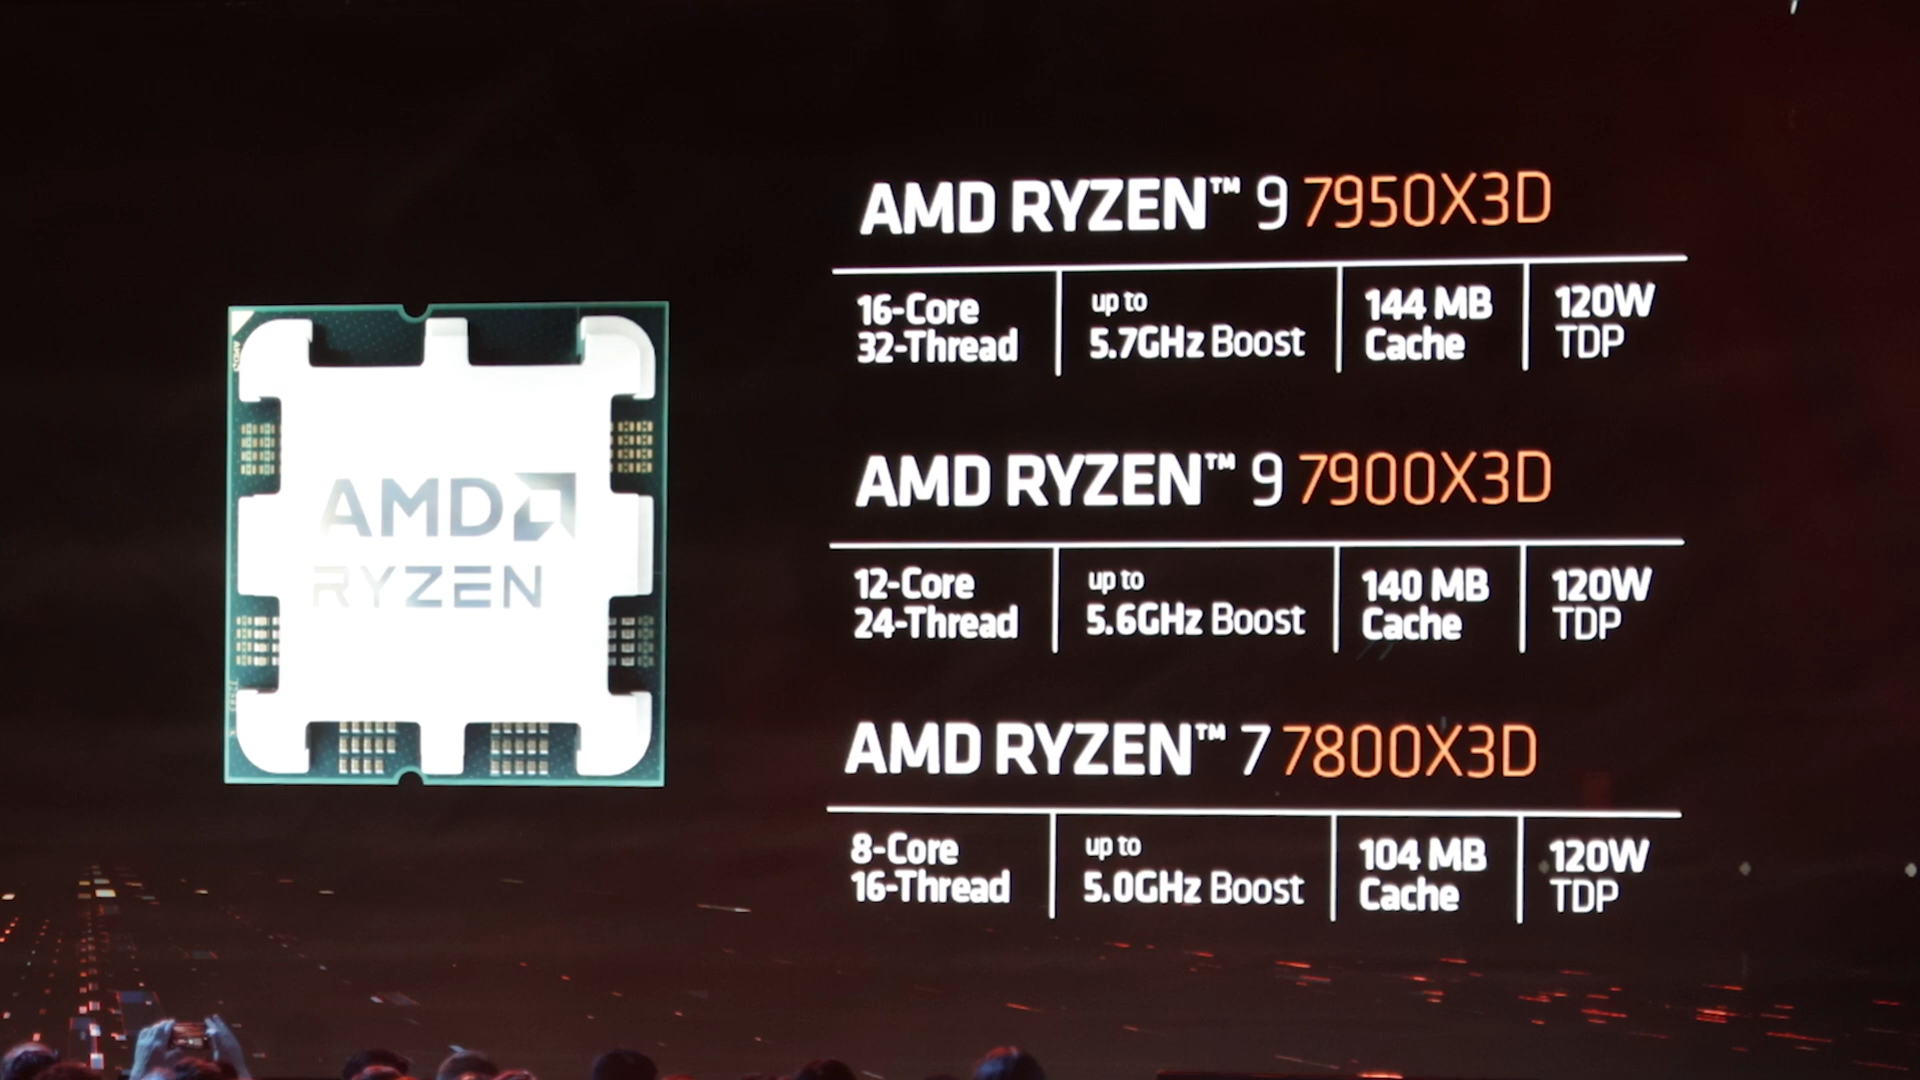 AMD RYZEN™ 9 7950X3D
16-Core
32-Thread
up to
5.7GHz Boost
144 MB
Cache
120W
TDP
AMD
RYZEN
AMD RYZEN™ 9 7900X3D
12-Core
24-Thread
up to
5.6GHz Boost
140 MB
Cache
120W
TDP
AMD RYZEN™ 7 7800X3D
8-Core
16-Thread
up to
5.0GHz Boost
104 MB
Cache
120W
TDP